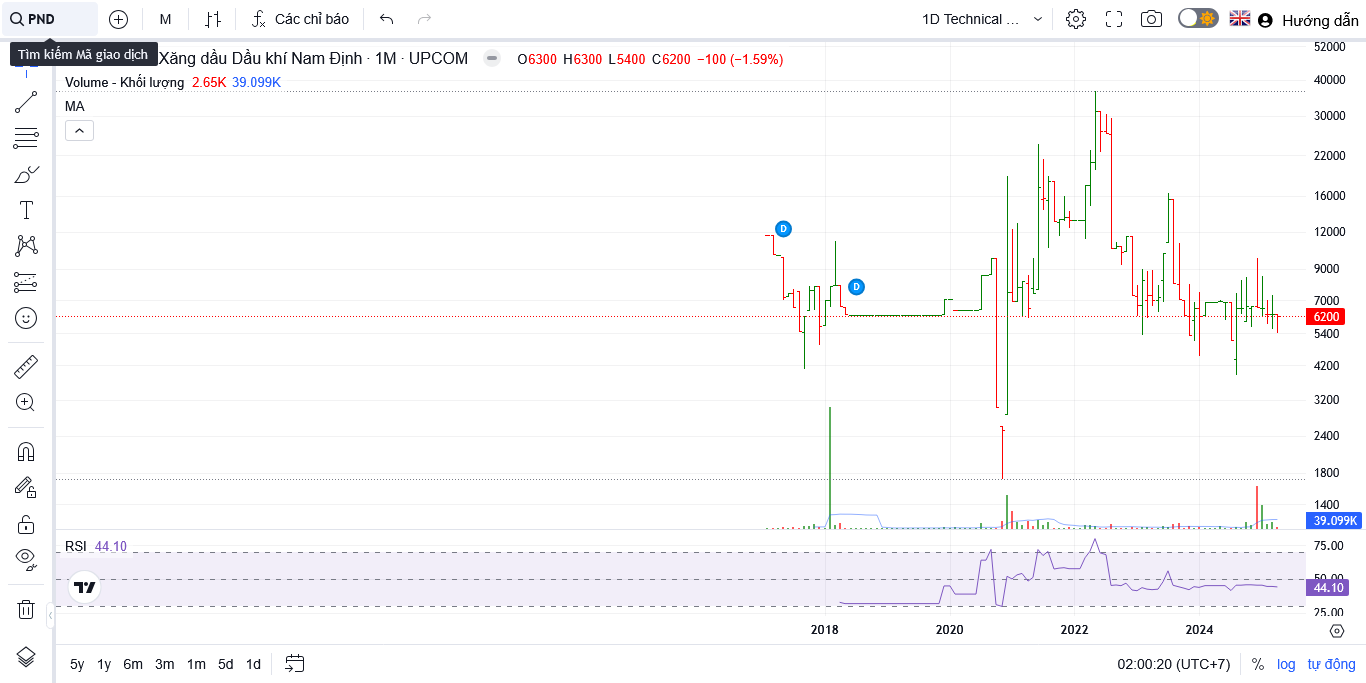 PND
M
Các chỉ báo
1D Technical ...
Hướng dẫn
Tìm kiếm Mã giao dịch
Xăng dầu Dầu khí Nam Định · 1M · UPCOM
O6300 H6300 L5400 C6200 −100 (−1.59%)
Volume - Khối lượng 2.65K 39.099K
MA
52000
40000
30000
22000
16000
12000
9000
7000
6200
5400
4200
3200
2400
1800
1400
39.099K
D
D
RSI 44.10
75.00
50.00
44.10
25.00
2018
2020
2022
2024
5y 1y 6m 3m 1m 5d 1d
02:00:20 (UTC+7)
%
log
tự động